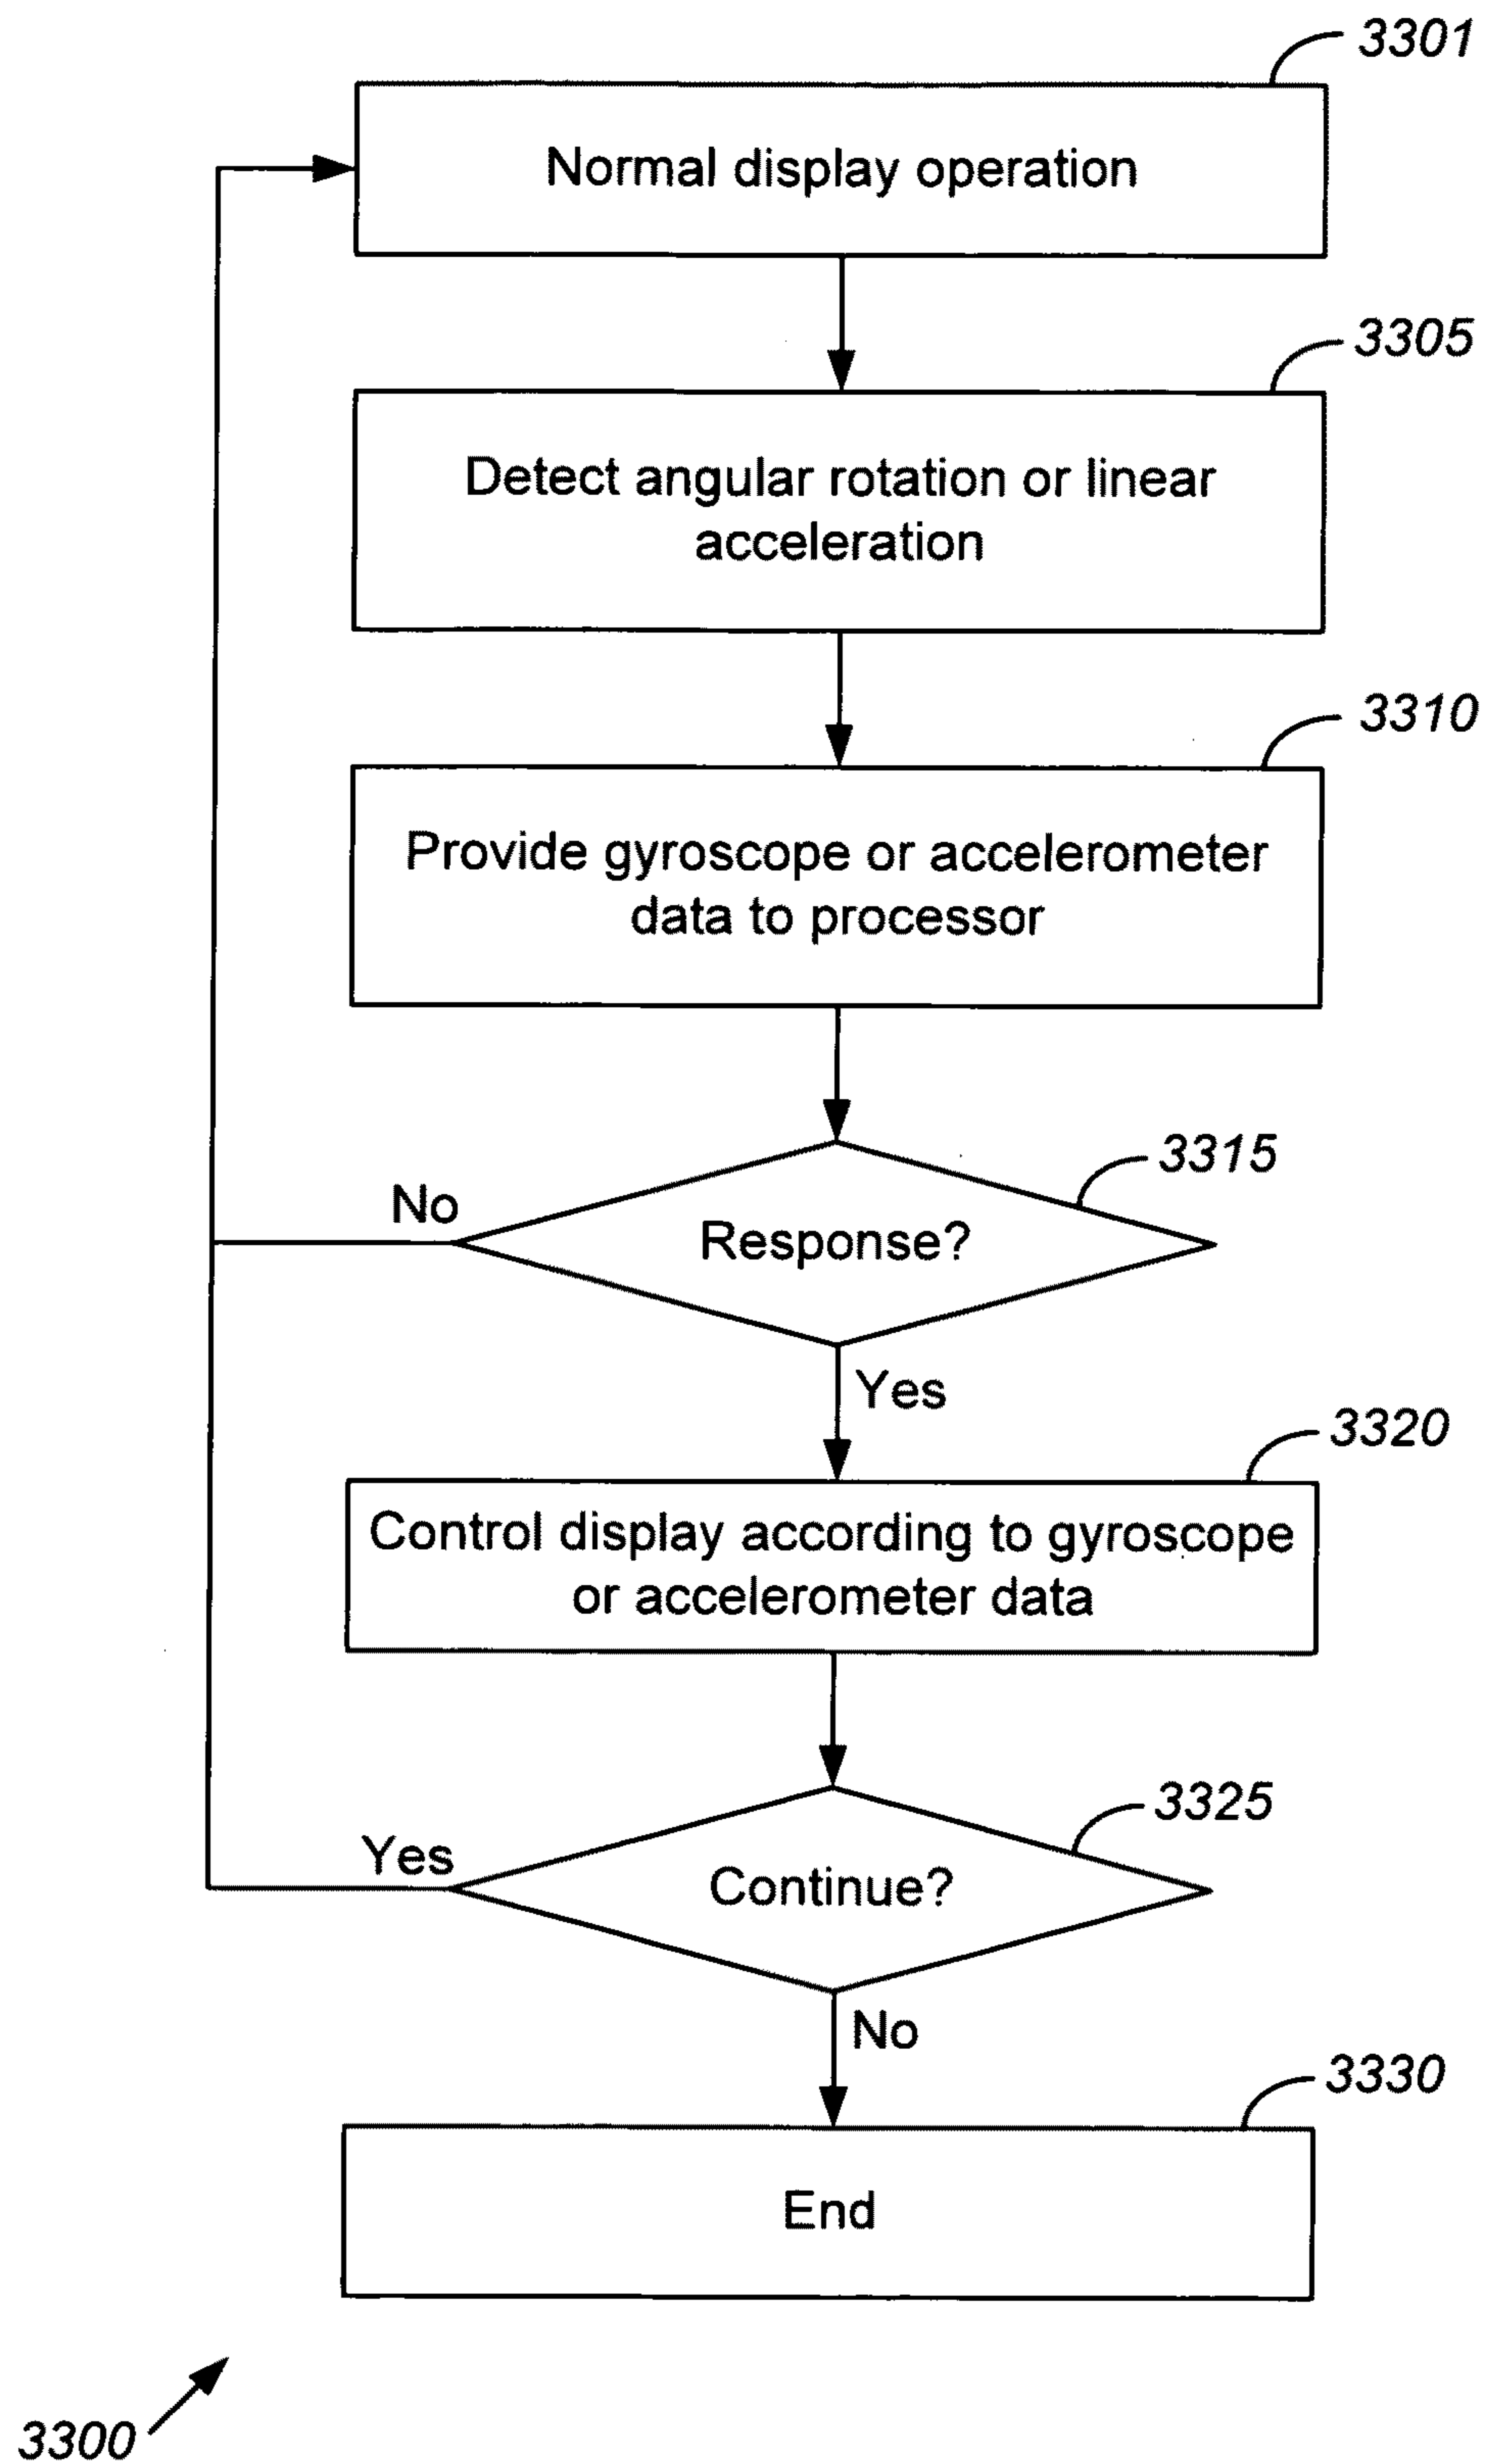 3301
Normal display operation
3305
Detect angular rotation or linear
acceleration
3310
Provide gyroscope or accelerometer
data to processor
3315
No
Response?
Yes
3320
Control display according to gyroscope
or accelerometer data
3325
Yes
Continue?
No
3330
End
3300